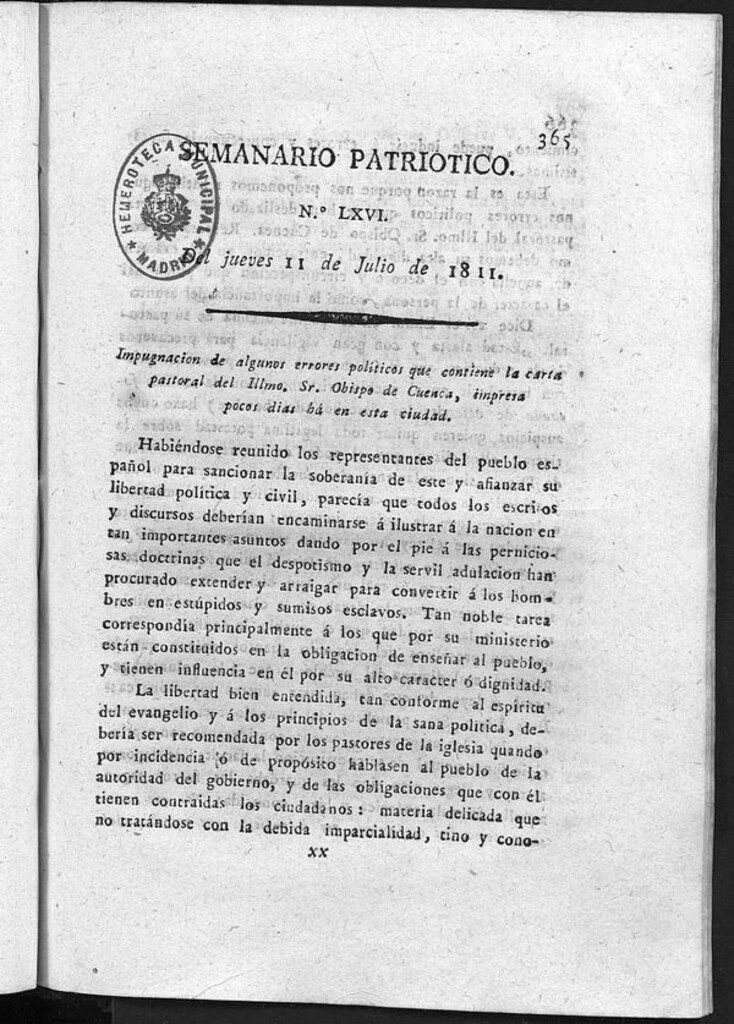 365
HEMEROTECA MUNICIPAL
* MADRID *
SEMANARIO PATRIOTICO.
N.º LXVI.
Del jueves 11 de Julio de 1811.
Impugnacion de algunos errores políticos que contiene la carta
pastoral del Illmo. Sr. Obispo de Cuenca, impresa
pocos dias há en esta ciudad.
Habiéndose reunido los representantes del pueblo es-
pañol para sancionar la soberanía de este y afianzar su
libertad política y civil, parecía que todos los escritos
y discursos deberían encaminarse á ilustrar á la nacion en
tan importantes asuntos dando por el pie á las pernicio-
sas doctrinas que el despotismo y la servil adulacion han
procurado extender y arraigar para convertir á los hom-
bres en estúpidos y sumisos esclavos. Tan noble tarea
correspondía principalmente á los que por su ministerio
están constituidos en la obligacion de enseñar al pueblo,
y tienen influencia en él por su alto caracter ó dignidad.
La libertad bien entendida, tan conforme al espíritu
del evangelio y á los principios de la sana política, de-
bería ser recomendada por los pastores de la iglesia quando
por incidencia ó de propósito hablasen al pueblo de la
autoridad del gobierno, y de las obligaciones que con él
tienen contraidas los ciudadanos: materia delicada que
no tratándose con la debida imparcialidad, tino y cono-
XX